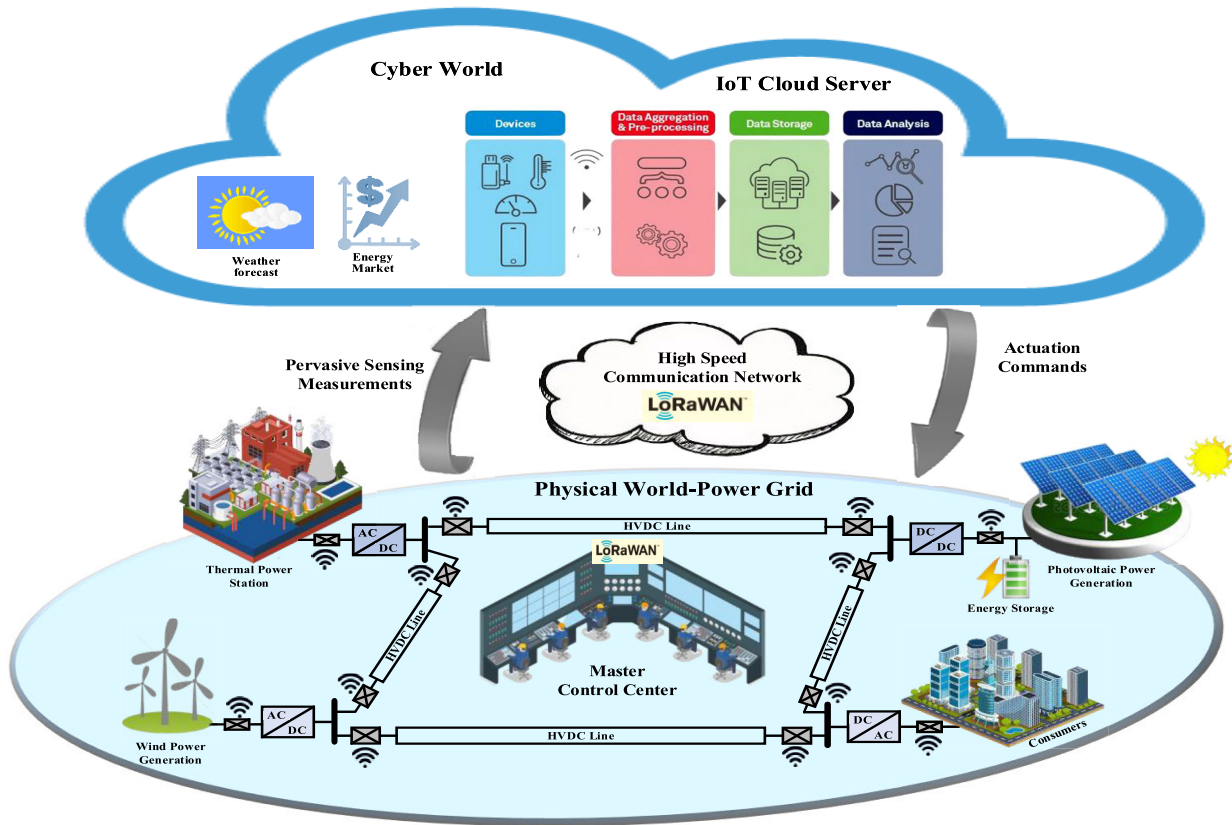 Cyber World
IoT Cloud Server
Devices
Data Aggregation
& Pre-processing
Data Storage
Data Analysis
$
Weather
forecast
Energy
Market
Pervasive Sensing
Measurements
High Speed
Communication Network
LoRaWAN™
Actuation
Commands
Physical World-Power Grid
Thermal Power
Station
AC
DC
HVDC Line
DC
DC
Photovoltaic Power
Generation
Energy Storage
LoRaWAN
HVDC Line
HVDC Line
Master
Control Center
Wind Power
Generation
AC
DC
HVDC Line
DC
AC
Consumers